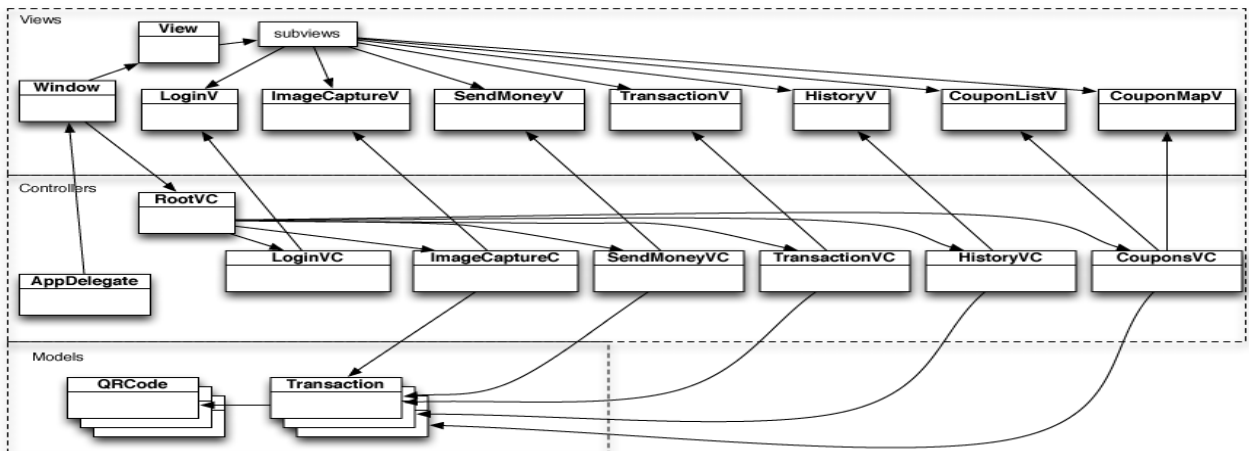 Views
View
subviews
Window
LoginV
ImageCaptureV
SendMoneyV
TransactionV
HistoryV
CouponListV
CouponMapV
Controllers
RootVC
LoginVC
ImageCaptureC
SendMoneyVC
TransactionVC
HistoryVC
CouponsVC
AppDelegate
Models
QRCode
Transaction